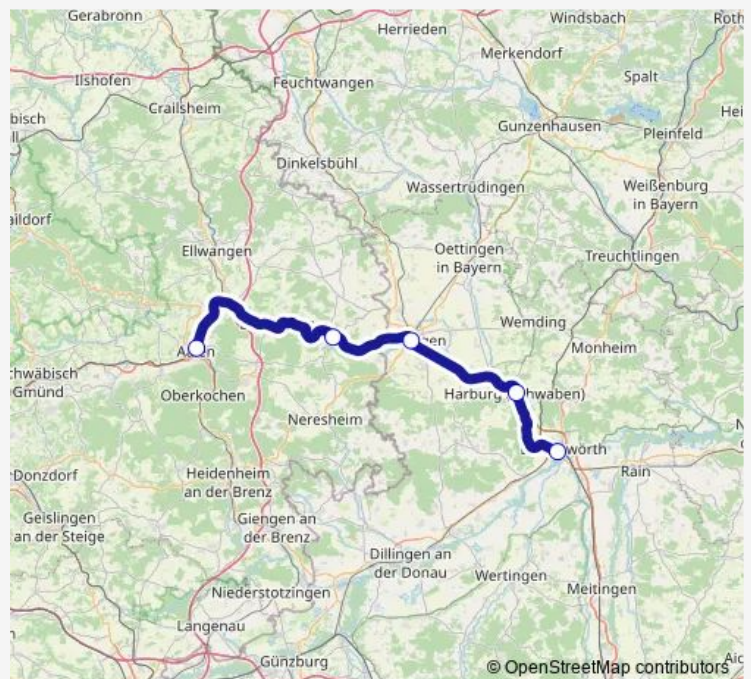 Gerabronn
Windsbach
Roth
Herrieden
Merkendorf
Ilshofen
Feuchtwangen
Spalt
Crailsheim
Gunzenhausen
Pleinfeld
Dinkelsbühl
Wassertrüdingen
Weißenburg
in Bayern
Ellwangen
Oettingen
in Bayern
Treuchtlingen
Wemding
Monheim
Oberkochen
Harburg
Neresheim
Donzdorf
Heidenheim
an der Brenz
Rain
Geislingen
an der Steige
Giengen an
der Brenz
Dillingen an
der Donau
Wertingen
Meitingen
Niederstotzingen
Langenau
Günzburg
© OpenStreetMap contributors